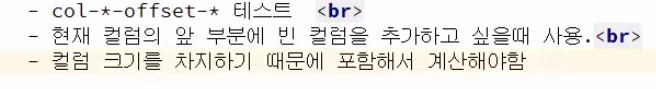 - col-*-offset-* 테스트  <br>
- 현재 컬럼의 앞 부분에 빈 컬럼을 추가하고 싶을때 사용.<br>
- 컬럼 크기를 차지하기 때문에 포함해서 계산해야함